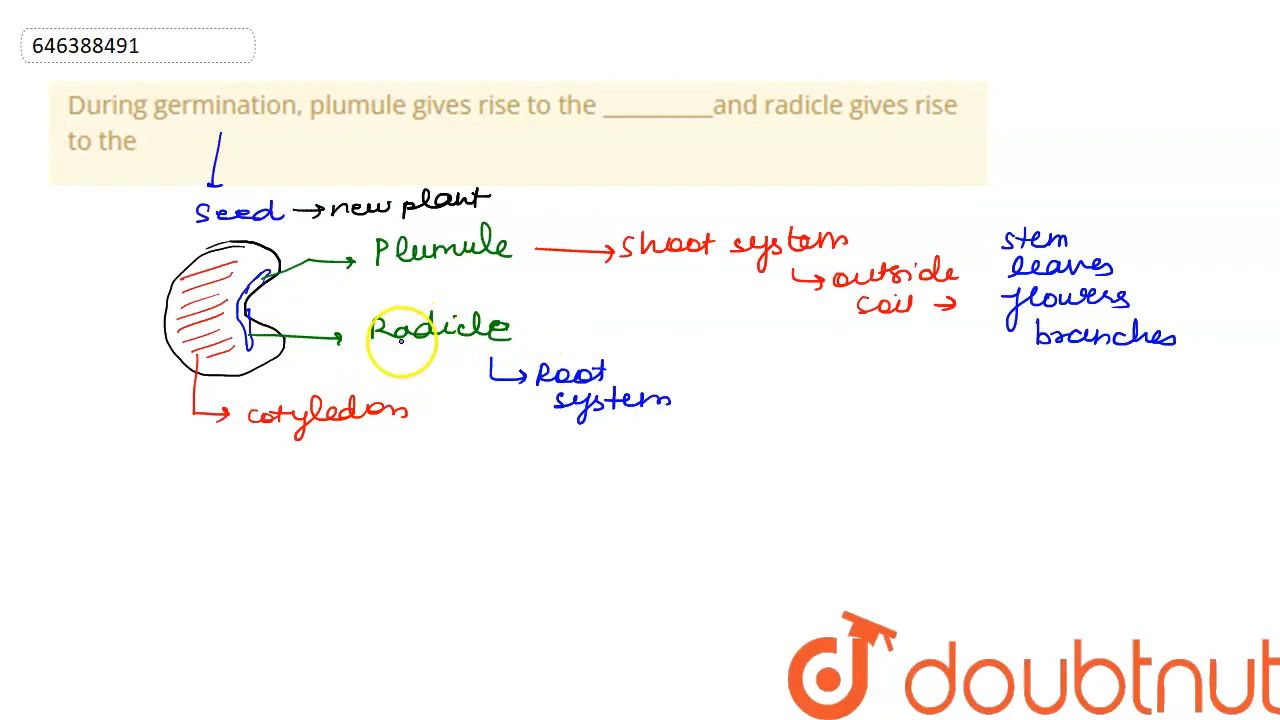 646388491
During germination, plumule gives rise to the _________and radicle gives rise
to the
seed → new plant
Plumule → Shoot system
outside
soil →
stem
leaves
flowers
branches
Radicle
Root
system
cotyledon
doubtnut